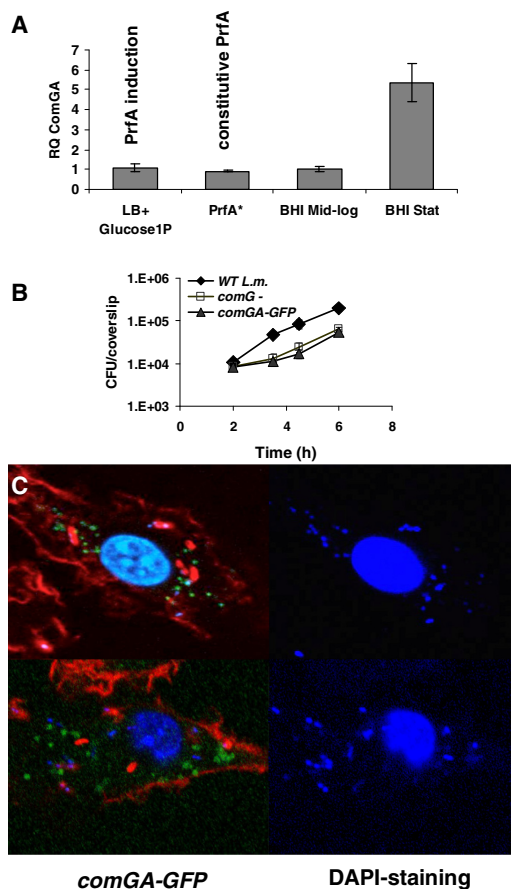 A
PrfA induction
constitutive PrfA
RQ ComGA
7
6
5
4
3
2
1
0
LB+ Glucose1P
PrfA*
BHI Mid-log
BHI Stat
B
WT L.m.
comG -
comGA-GFP
CFU/coverslip
1.E+06
1.E+05
1.E+04
1.E+03
0 2 4 6 8
Time (h)
C
comGA-GFP
DAPI-staining